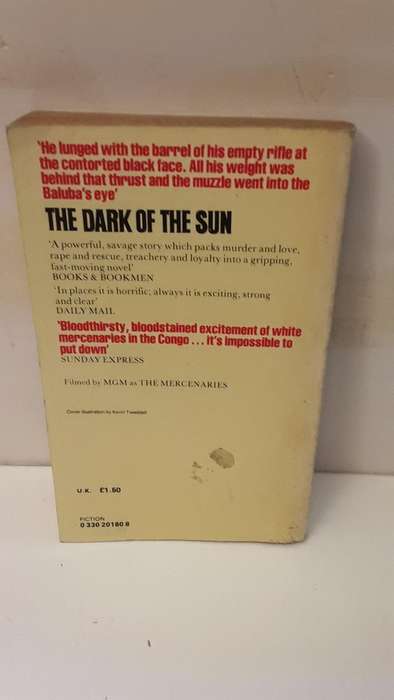 'He lunged with the barrel of his empty rifle at
the contorted black face. All his weight was
behind that thrust and the muzzle went into the
Baluba's eye'
THE DARK OF THE SUN
'A powerful, savage story which packs murder and love,
rape and rescue, treachery and loyalty into a gripping,
fast-moving novel'
BOOKS & BOOKMEN
'In places it is horrific; always it is exciting, strong
and clear'
DAILY MAIL
'Bloodthirsty, bloodstained excitement of white
mercenaries in the Congo ... it's impossible to
put down'
SUNDAY EXPRESS
Filmed by MGM as THE MERCENARIES
Cover illustration by Kevin Tweddell
U.K. £1.50
FICTION
0 330 20180 8